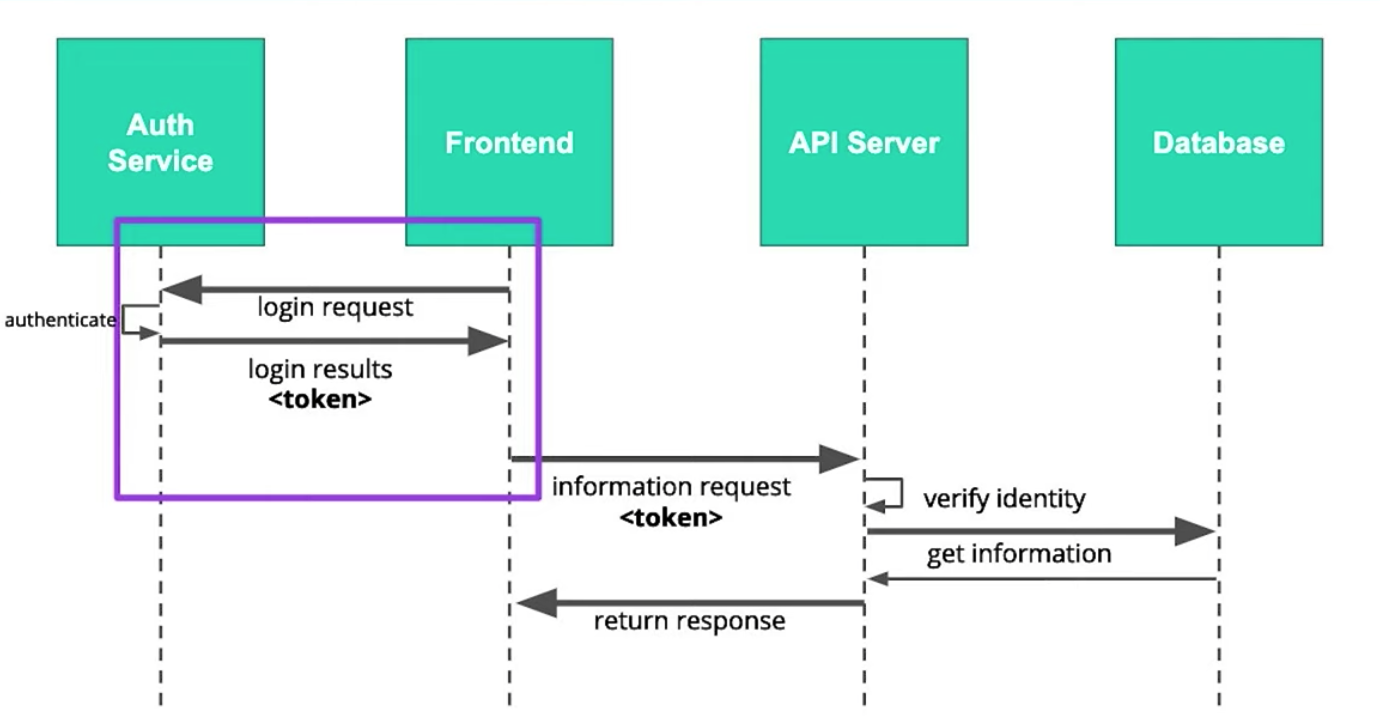 Auth
Service
Frontend
API Server
Database
login request
authenticate
login results
<token>
information request
<token>
verify identity
get information
return response